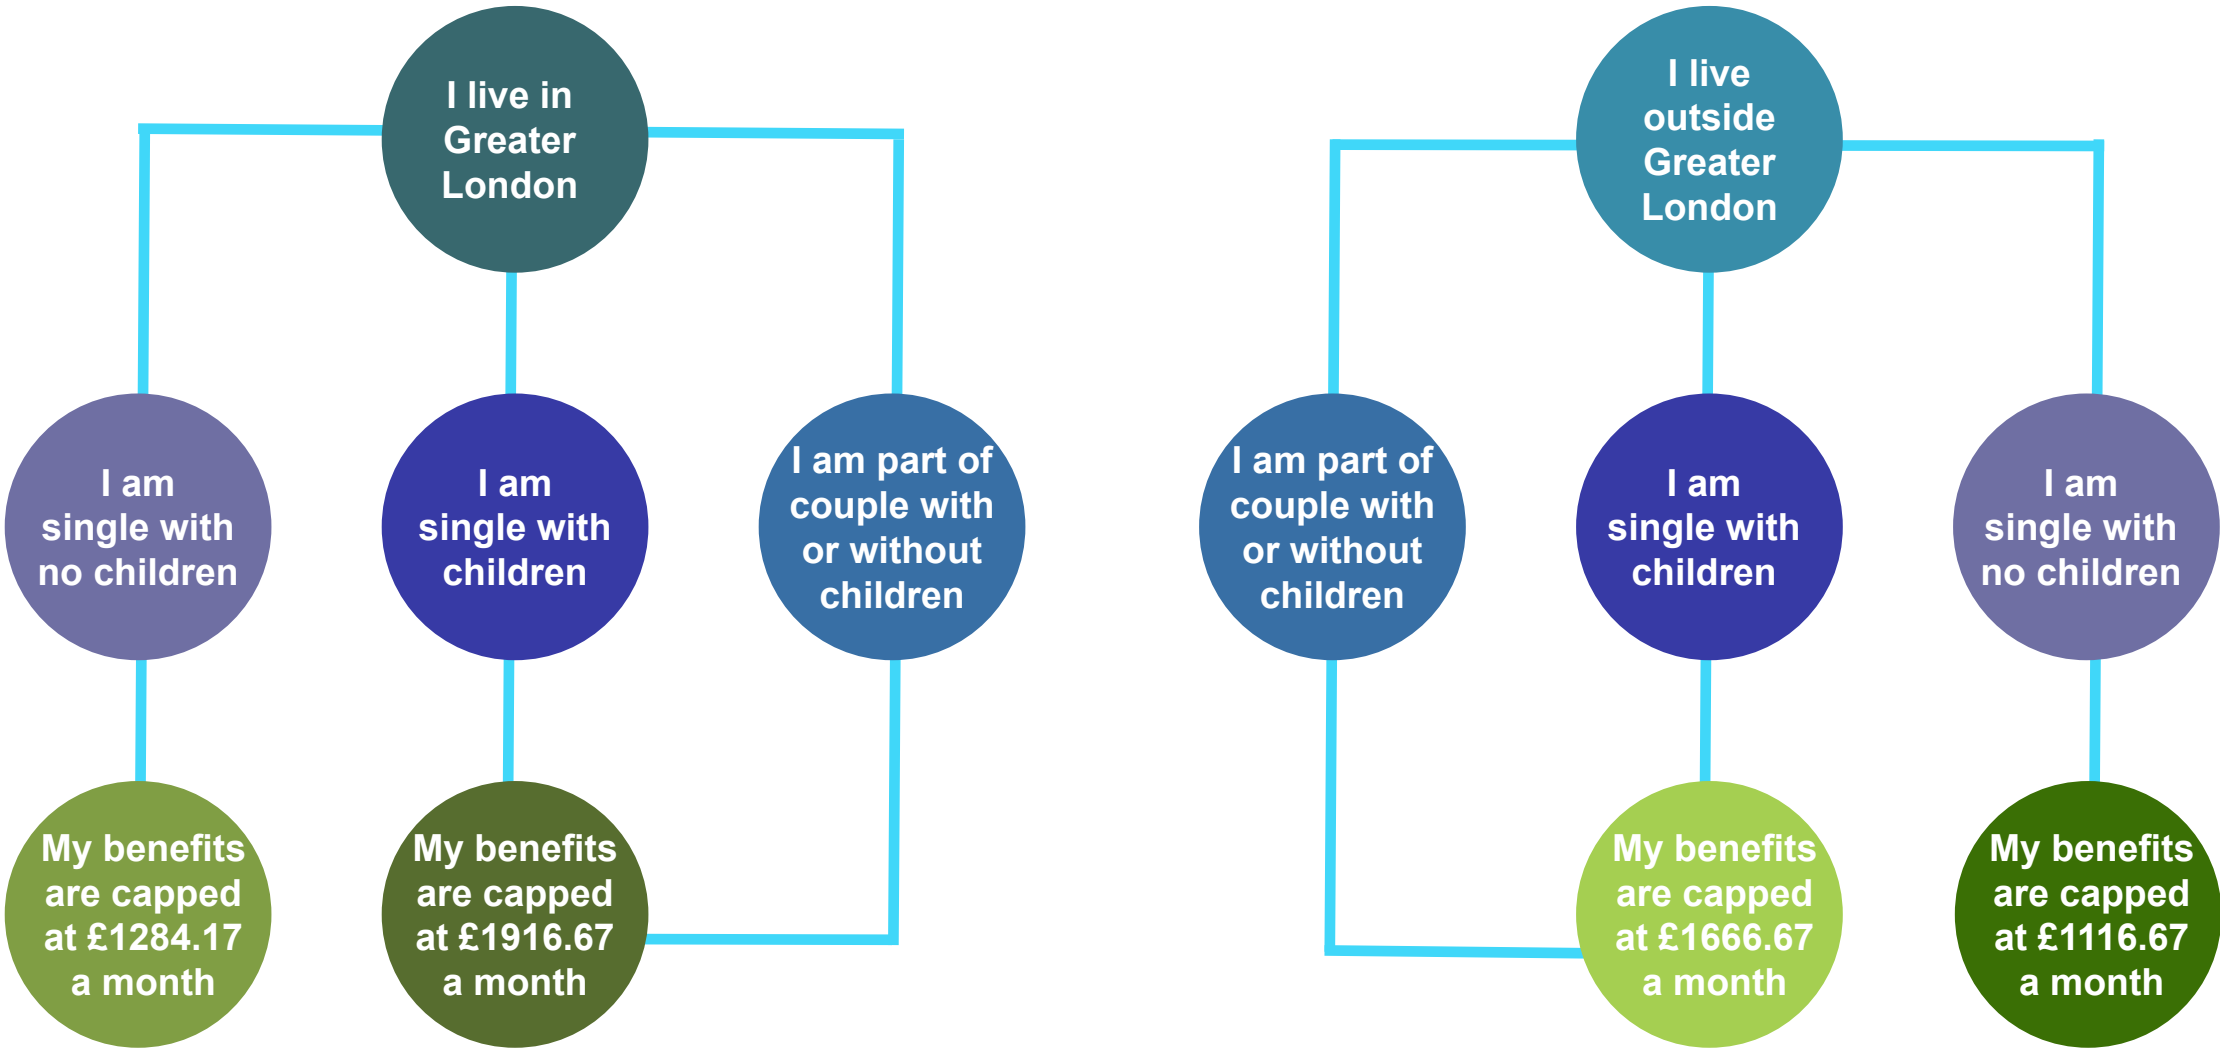 I live in
Greater
London
I live
outside
Greater
London
I am
single with
no children
I am
single with
children
I am part of
couple with
or without
children
I am part of
couple with
or without
children
I am
single with
children
I am
single with
no children
My benefits
are capped
at £1284.17
a month
My benefits
are capped
at £1916.67
a month
My benefits
are capped
at £1666.67
a month
My benefits
are capped
at £1116.67
a month